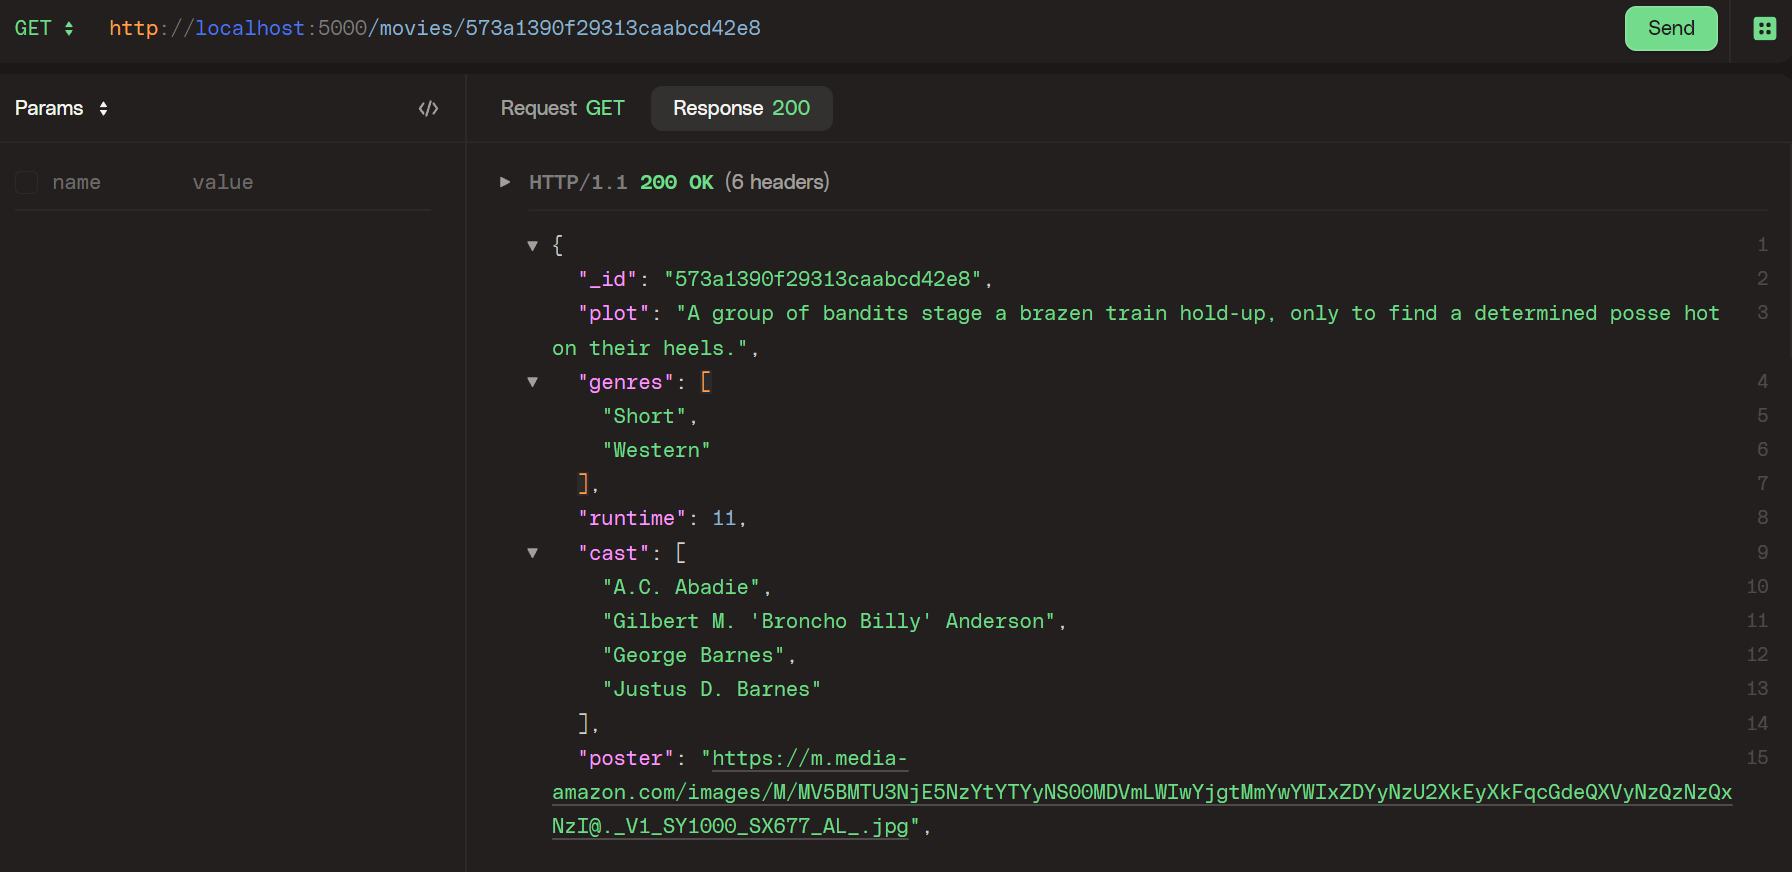 GET http://localhost:5000/movies/573a1390f29313caabcd42e8 Send
Params Request GET Response 200
name value
HTTP/1.1 200 OK (6 headers)
{ 1
"_id": "573a1390f29313caabcd42e8", 2
"plot": "A group of bandits stage a brazen train hold-up, only to find a determined posse hot 3
on their heels.",
"genres": [ 4
"Short", 5
"Western" 6
], 7
"runtime": 11, 8
"cast": [ 9
"A.C. Abadie", 10
"Gilbert M. 'Broncho Billy' Anderson", 11
"George Barnes", 12
"Justus D. Barnes" 13
], 14
"poster": "https://m.media- 15
amazon.com/images/M/MV5BMTU3NjE5NzYtYTYyNS00MDVmLWIwYjgtMmYwYWIxZDYyNzU2XkEyXkFqcGdeQXVyNzQzNzQx
NzI@._V1_SY1000_SX677_AL_.jpg",